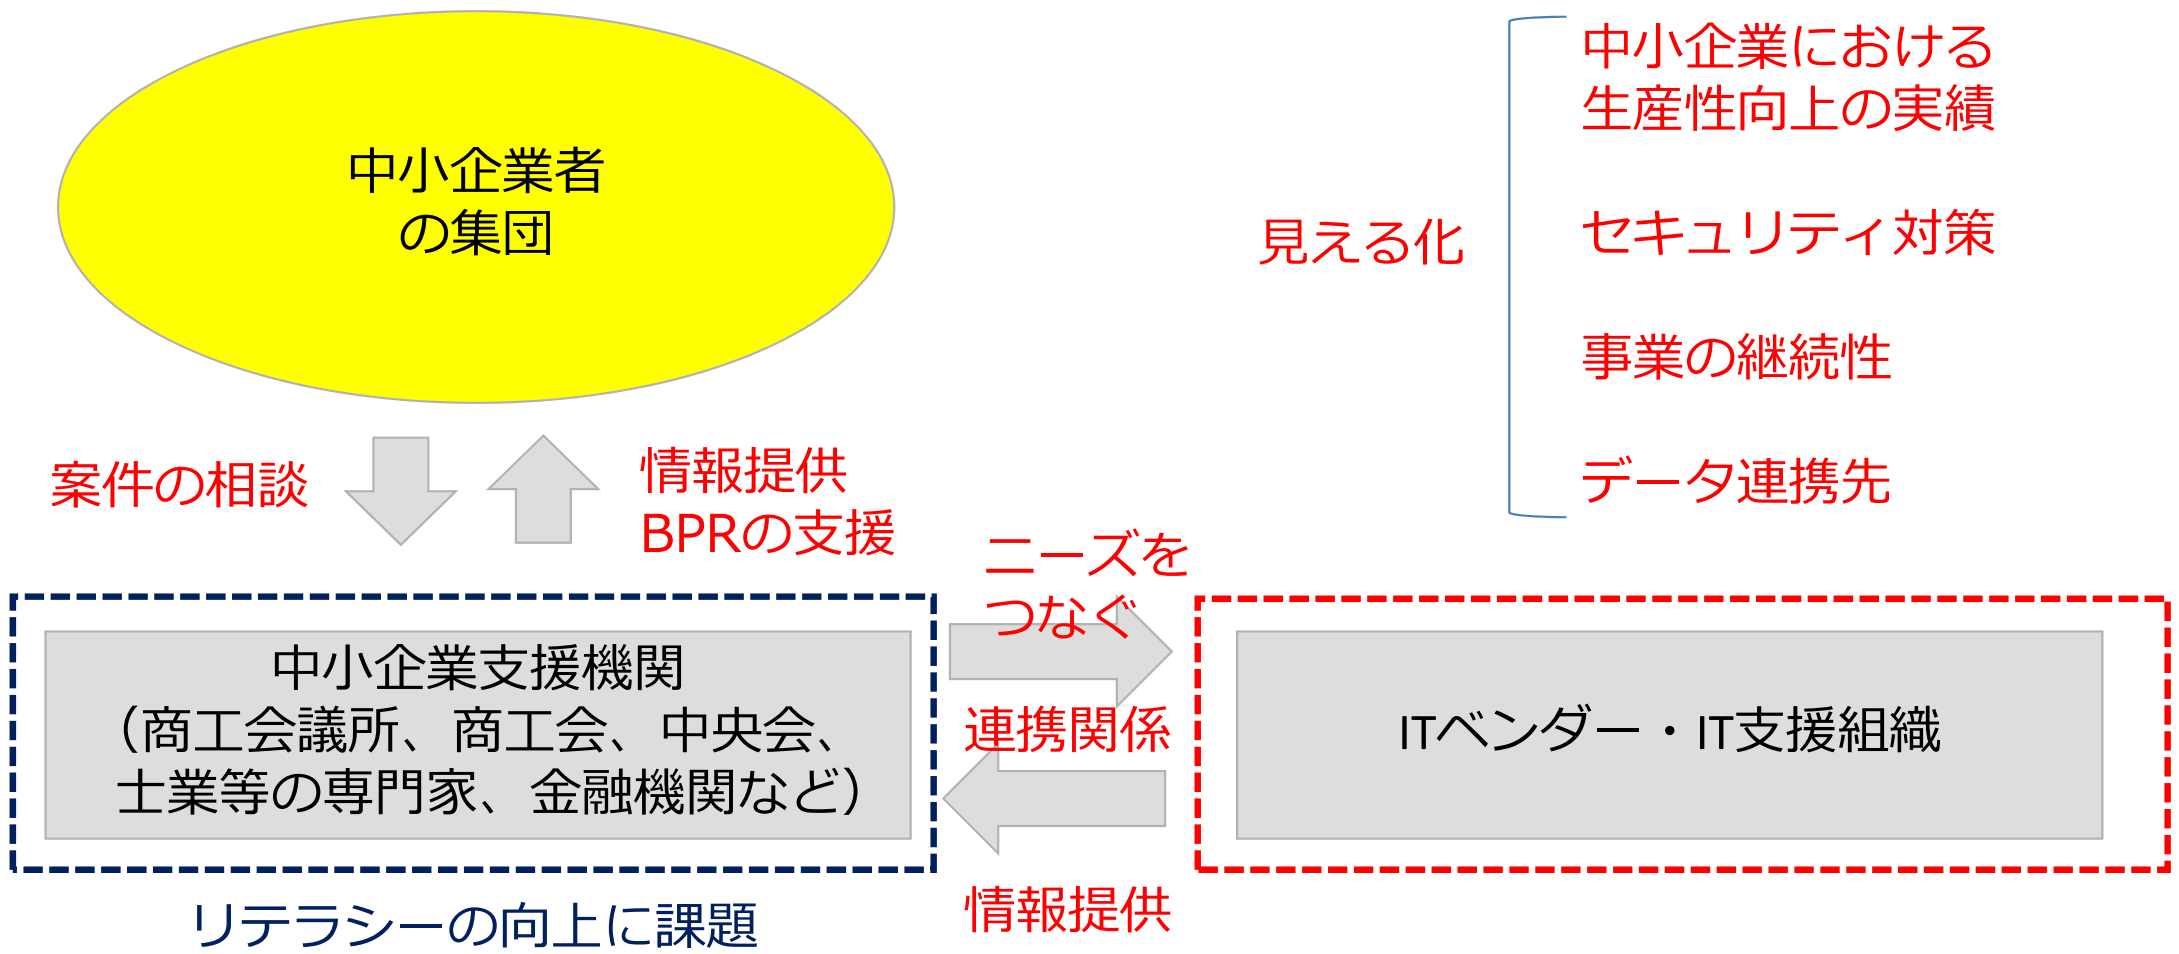 中小企業者
の集団
見える化
中小企業における
生産性向上の実績
セキュリティ対策
事業の継続性
データ連携先
案件の相談
情報提供
BPRの支援
ニーズを
つなぐ
連携関係
情報提供
中小企業支援機関
（商工会議所、商工会、中央会、
士業等の専門家、金融機関など）
ITベンダー・IT支援組織
リテラシーの向上に課題